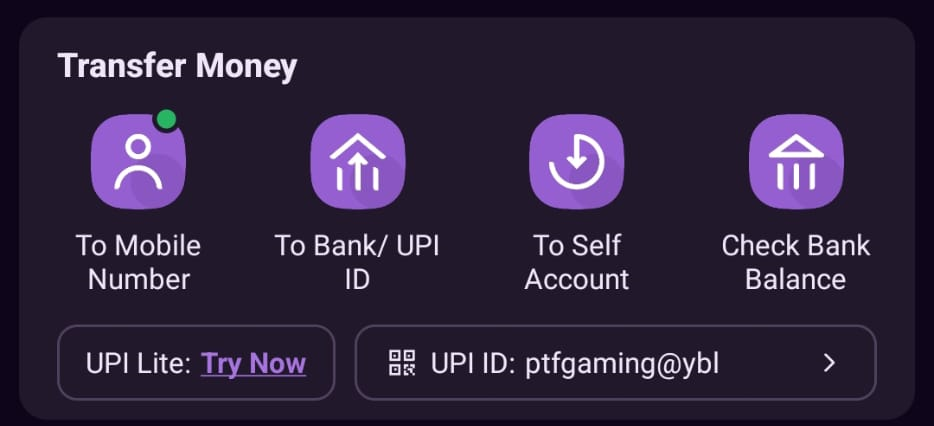 Transfer Money
To Mobile
Number
To Bank/ UPI
ID
To Self
Account
Check Bank
Balance
UPI Lite: Try Now
UPI ID: ptfgaming@ybl